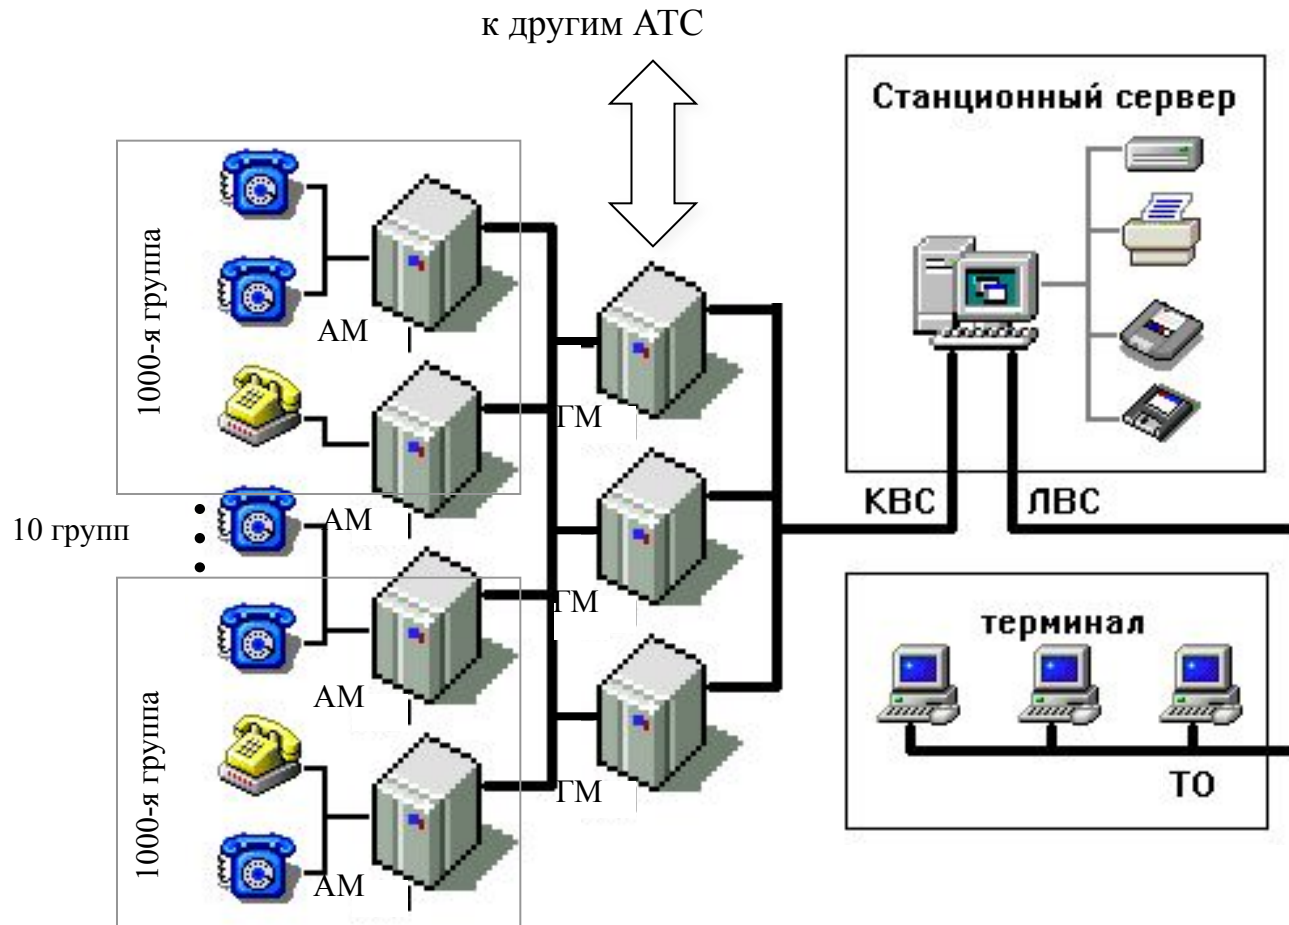 к другим АТС
Станционный сервер
1000-я группа
АМ
ГМ
КВС
ЛВС
10 групп
АМ
ГМ
терминал
1000-я группа
АМ
ГМ
ТО
АМ